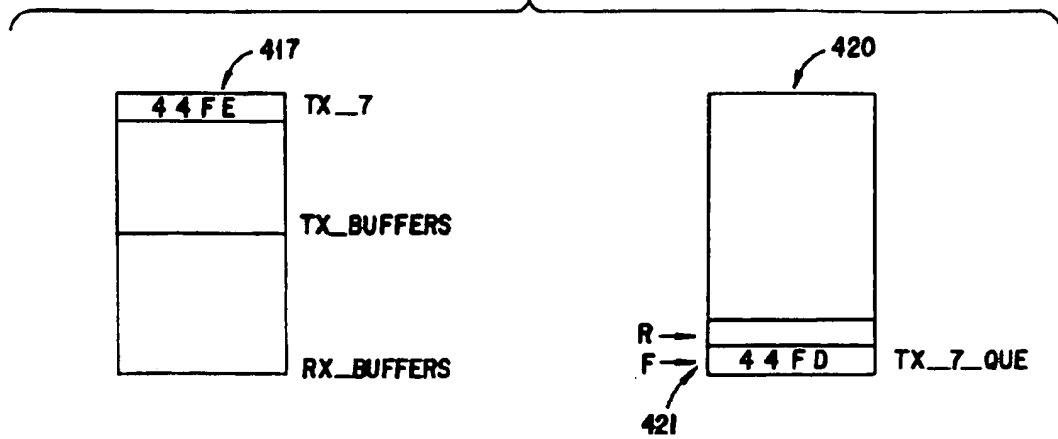 417
420
44FE TX_7
TX_BUFFERS
R
RX_BUFFERS
F 44FD TX_7_QUE
421